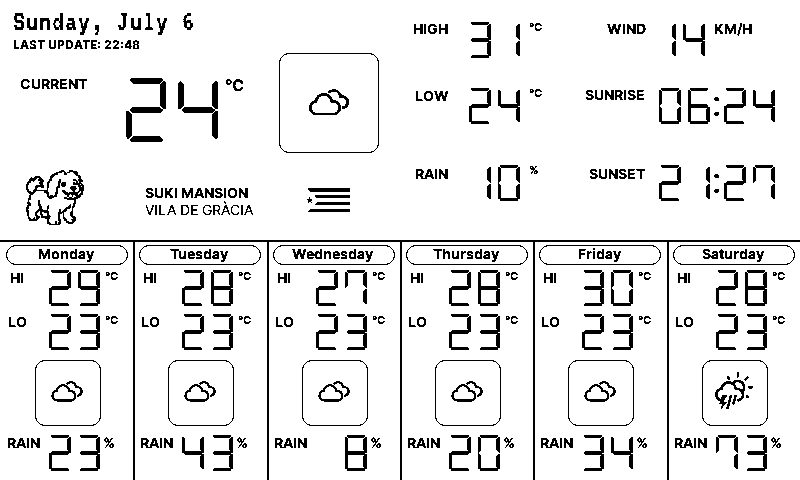 Sunday, July 6
LAST UPDATE: 22:48
CURRENT 24 °C
SUKI MANSION
VILA DE GRÀCIA
HIGH 31 °C
WIND 14 KM/H
LOW 24 °C
SUNRISE 06:24
RAIN 10 %
SUNSET 21:27
Monday
HI 29 °C
LO 23 °C
RAIN 23 %
Tuesday
HI 28 °C
LO 23 °C
RAIN 43 %
Wednesday
HI 27 °C
LO 23 °C
RAIN 8 %
Thursday
HI 28 °C
LO 23 °C
RAIN 20 %
Friday
HI 30 °C
LO 23 °C
RAIN 34 %
Saturday
HI 28 °C
LO 23 °C
RAIN 73 %